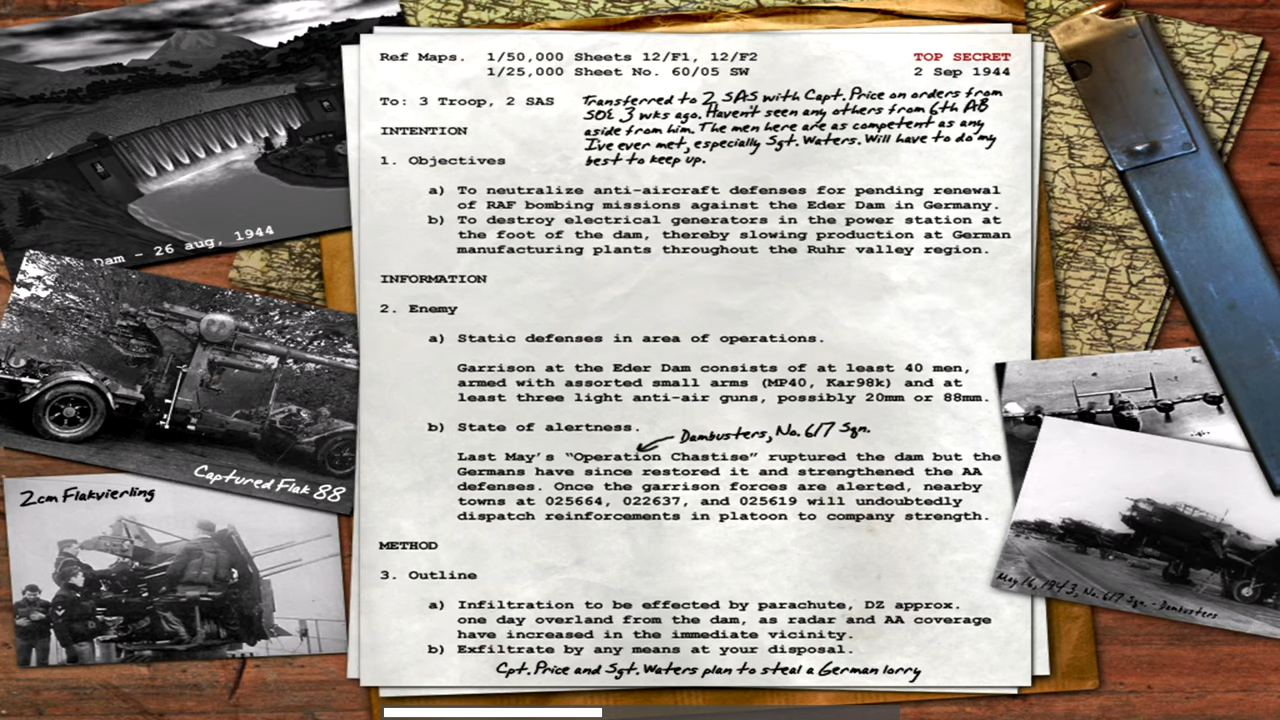 Ref Maps. 1/50,000 Sheets 12/F1, 12/F2 TOP SECRET
1/25,000 Sheet No. 60/05 SW 2 Sep 1944
To: 3 Troop, 2 SAS
Transferred to 2 SAS with Capt. Price on orders from
SOE 3 wks ago. Haven't seen any others from 6th AB
aside from him. The men here are as competent as any
I've ever met, especially Sgt. Waters. Will have to do my
best to keep up.
INTENTION
1. Objectives
a) To neutralize anti-aircraft defenses for pending renewal
of RAF bombing missions against the Eder Dam in Germany.
b) To destroy electrical generators in the power station at
the foot of the dam, thereby slowing production at German
manufacturing plants throughout the Ruhr valley region.
INFORMATION
2. Enemy
a) Static defenses in area of operations.
Garrison at the Eder Dam consists of at least 40 men,
armed with assorted small arms (MP40, Kar98k) and at
least three light anti-air guns, possibly 20mm or 88mm.
b) State of alertness.
Dambusters, No. 617 Sqn.
Last May's "Operation Chastise" ruptured the dam but the
Germans have since restored it and strengthened the AA
defenses. Once the garrison forces are alerted, nearby
towns at 025664, 022637, and 025619 will undoubtedly
dispatch reinforcements in platoon to company strength.
METHOD
3. Outline
a) Infiltration to be effected by parachute, DZ approx.
one day overland from the dam, as radar and AA coverage
have increased in the immediate vicinity.
b) Exfiltrate by any means at your disposal.
Cpt. Price and Sgt. Waters plan to steal a German lorry
Dam - 26 aug, 1944
Captured Flak 88
2cm Flakvierling
May 16, 1943, No. 617 Sqn. - Dambusters